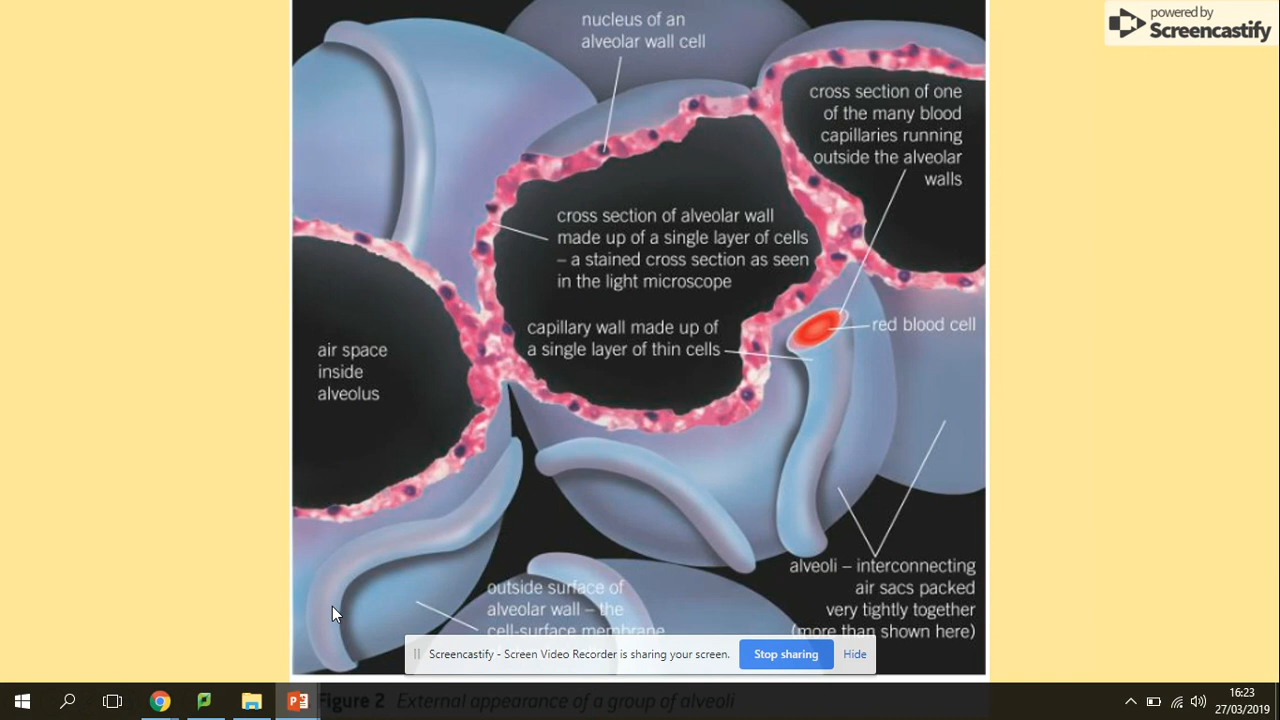 powered by
Screencastify
nucleus of an
alveolar wall cell
cross section of one
of the many blood
capillaries running
outside the alveolar
walls
cross section of alveolar wall
made up of a single layer of cells
– a stained cross section as seen
in the light microscope
capillary wall made up of
a single layer of thin cells
red blood cell
air space
inside
alveolus
alveoli – interconnecting
air sacs packed
very tightly together
(more than shown here)
outside surface of
alveolar wall – the
cell-surface membrane
Screencastify - Screen Video Recorder is sharing your screen.
Stop sharing
Hide
Figure 2 External appearance of a group of alveoli
16:23
27/03/2019